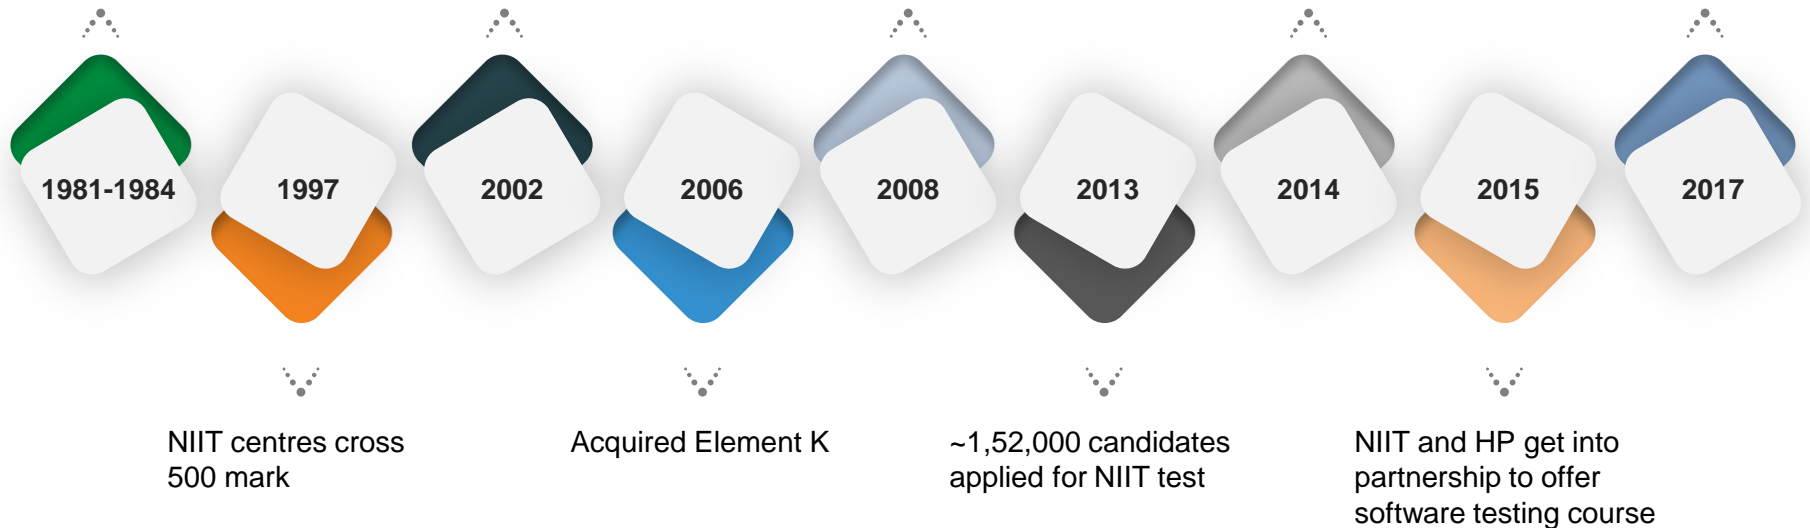 1981-1984
1997
2002
2006
2008
2013
2014
2015
2017
NIIT centres cross
500 mark
Acquired Element K
~1,52,000 candidates
applied for NIIT test
NIIT and HP get into
partnership to offer
software testing course